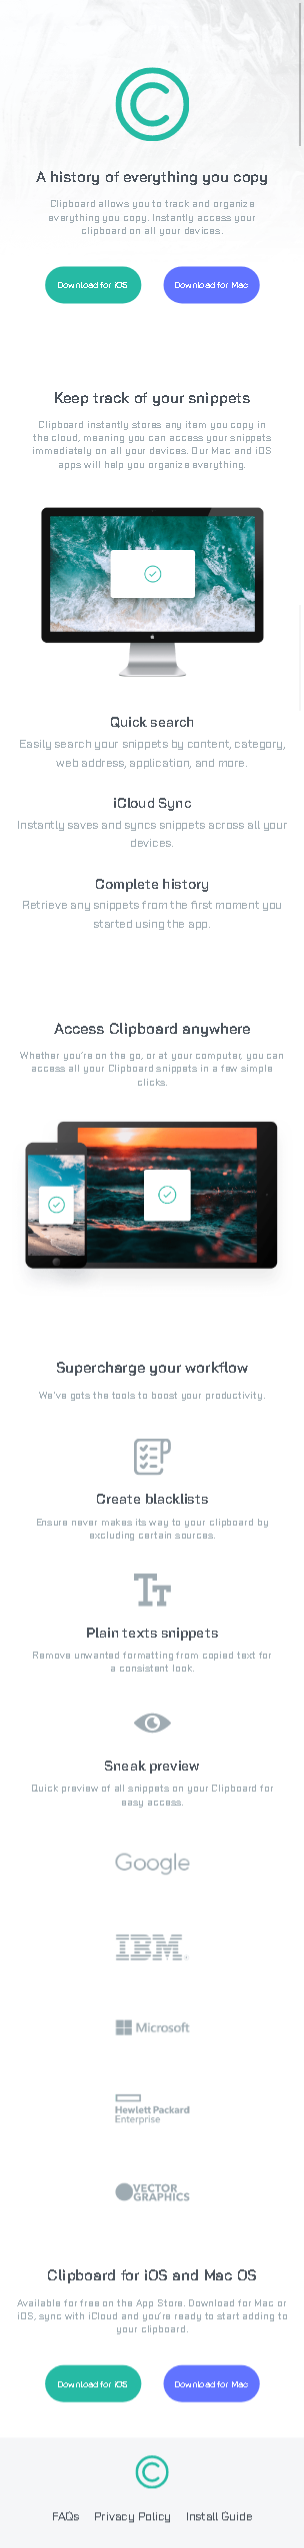 A history of everything you copy
Clipboard allows you to track and organize
everything you copy. Instantly access your
clipboard on all your devices.
Download for iOS
Download for Mac
Keep track of your snippets
Clipboard instantly stores any item you copy in
the cloud, meaning you can access your snippets
immediately on all your devices. Our Mac and iOS
apps will help you organize everything.
Quick search
Easily search your snippets by content, category,
web address, application, and more.
iCloud Sync
Instantly saves and syncs snippets across all your
devices.
Complete history
Retrieve any snippets from the first moment you
started using the app.
Access Clipboard anywhere
Whether you're on the go, or at your computer, you can
access all your Clipboard snippets in a few simple
clicks.
Supercharge your workflow
We've gots the tools to boost your productivity.
Create blacklists
Ensure never makes its way to your clipboard by
excluding certain sources.
Tт
Plain texts snippets
Remove unwanted formatting from copied text for
a consistent look.
Sneak preview
Quick preview of all snippets on your Clipboard for
easy access.
Google
IBM
Microsoft
Hewlett Packard
Enterprise
VECTOR
GRAPHICS
Clipboard for iOS and Mac OS
Available for free on the App Store. Download for Mac or
iOS, sync with iCloud and you're ready to start adding to
your clipboard.
Download for iOS
Download for Mac
FAQs
Privacy Policy
Install Guide